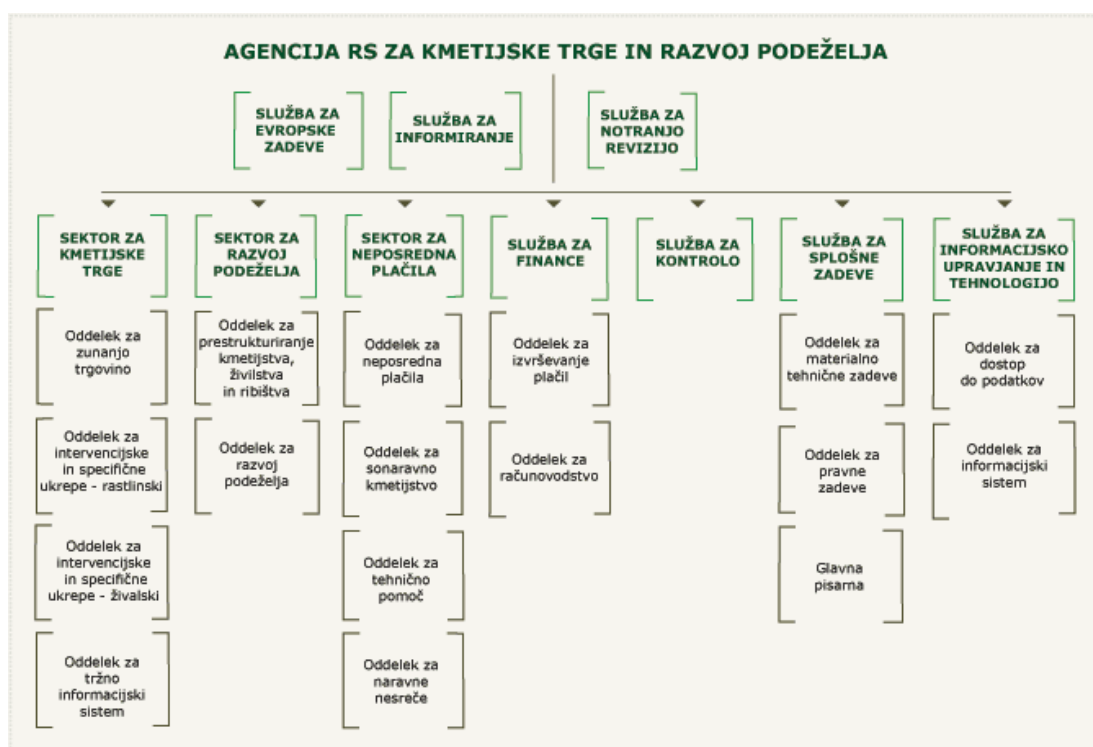 AGENCIJA RS ZA KMETIJSKE TRGE IN RAZVOJ PODEŽELJA
SLUŽBA ZA
EVROPSKE
ZADEVE
SLUŽBA ZA
INFORMIRANJE
SLUŽBA ZA
NOTRANJO
REVIZIJO
SEKTOR ZA
KMETIJSKE
TRGE
Oddelek za
zunanjo
trgovino
Oddelek za
intervencijske
in specifične
ukrepe - rastlinski
Oddelek za
intervencijske
in specifične
ukrepe - živalski
Oddelek za
tržno
informacijski
sistem
SEKTOR ZA
RAZVOJ
PODEŽELJA
Oddelek za
prestrukturiranje
kmetijstva,
živilstva
in ribištva
Oddelek za
razvoj
podeželja
SEKTOR ZA
NEPOSREDNA
PLAČILA
Oddelek za
neposredna
plačila
Oddelek za
sonaravno
kmetijstvo
Oddelek za
tehnično
pomoč
Oddelek za
naravne
nesreče
SLUŽBA ZA
FINANCE
Oddelek za
izvrševanje
plačil
Oddelek za
računovodstvo
SLUŽBA ZA
KONTROLO
SLUŽBA ZA
SPLOŠNE
ZADEVE
Oddelek za
materialno
tehnične zadeve
Oddelek za
pravne
zadeve
Glavna
pisarna
SLUŽBA ZA
INFORMACIJSKO
UPRAVJANJE IN
TEHNOLOGIJO
Oddelek za
dostop
do podatkov
Oddelek za
informacijski
sistem